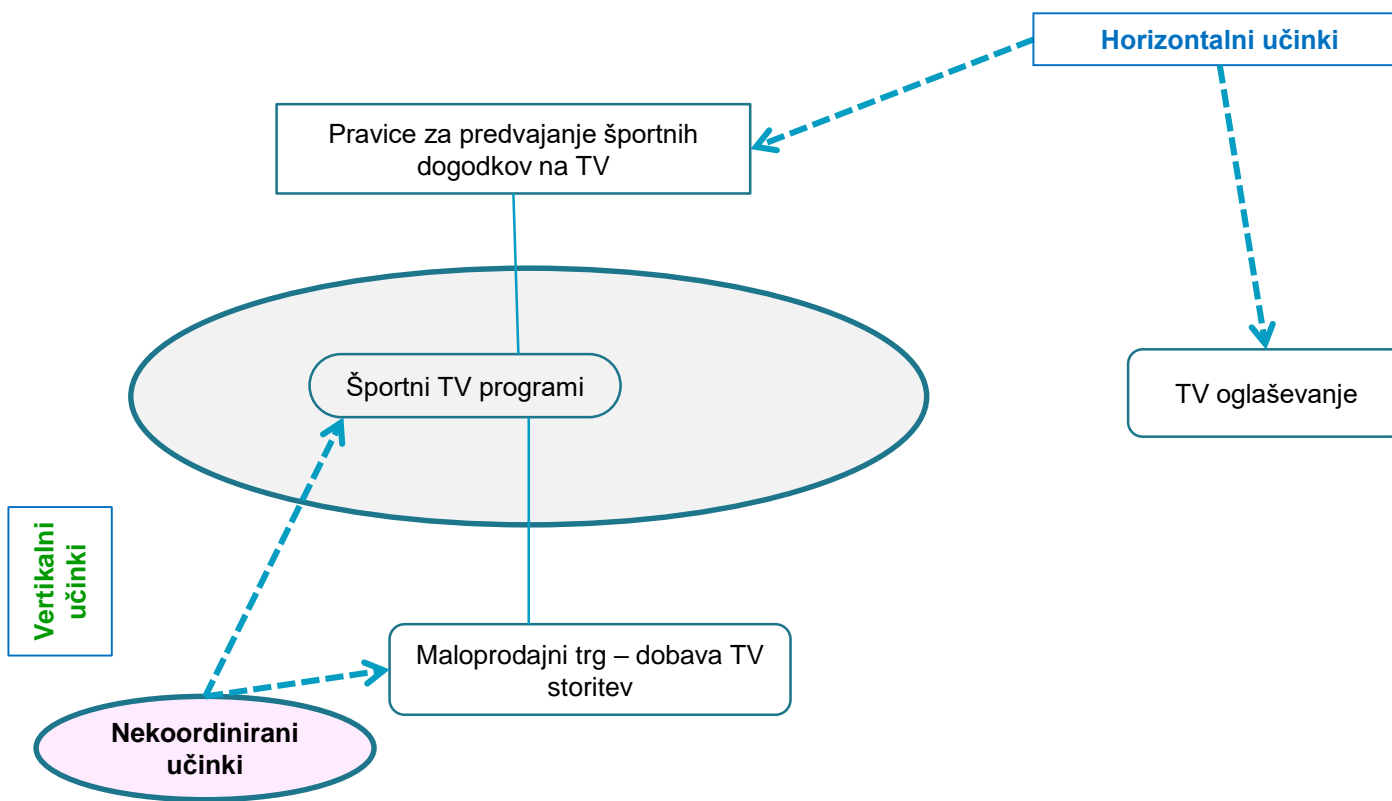 Horizontalni učinki
Pravice za predvajanje športnih
dogodkov na TV
Športni TV programi
TV oglaševanje
Vertikalni
učinki
Maloprodajni trg – dobava TV
storitev
Nekoordinirani
učinki